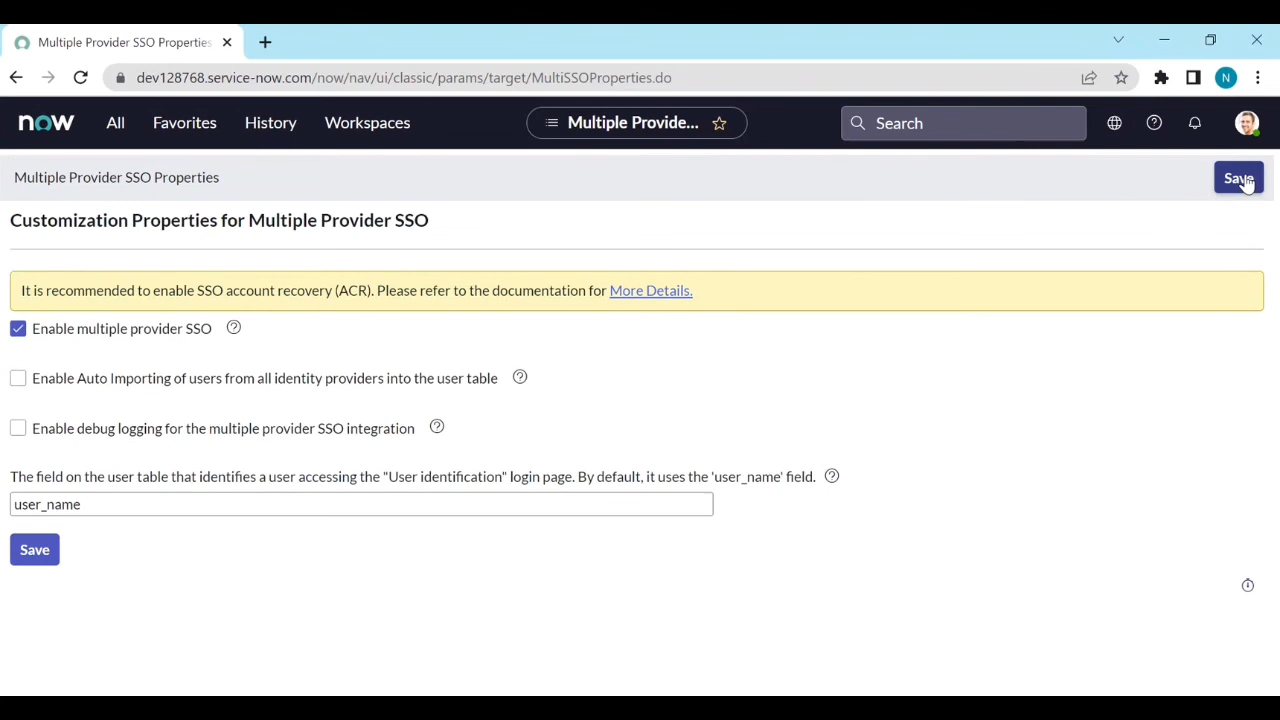 Multiple Provider SSO Properties
dev128768.service-now.com/now/nav/ui/classic/params/target/MultiSSOProperties.do
N
now All Favorites History Workspaces Multiple Provide... Search
Multiple Provider SSO Properties Save
Customization Properties for Multiple Provider SSO
It is recommended to enable SSO account recovery (ACR). Please refer to the documentation for More Details.
Enable multiple provider SSO
Enable Auto Importing of users from all identity providers into the user table
Enable debug logging for the multiple provider SSO integration
The field on the user table that identifies a user accessing the "User identification" login page. By default, it uses the 'user_name' field.
user_name
Save